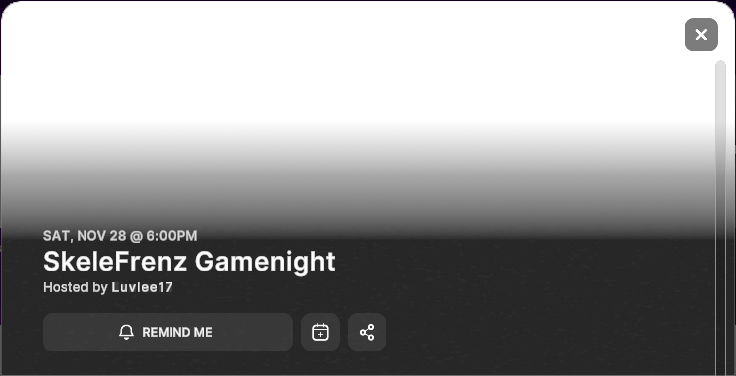 SAT, NOV 28 @ 6:00PM
SkeleFrenz Gamenight
Hosted by Luvlee17
REMIND ME